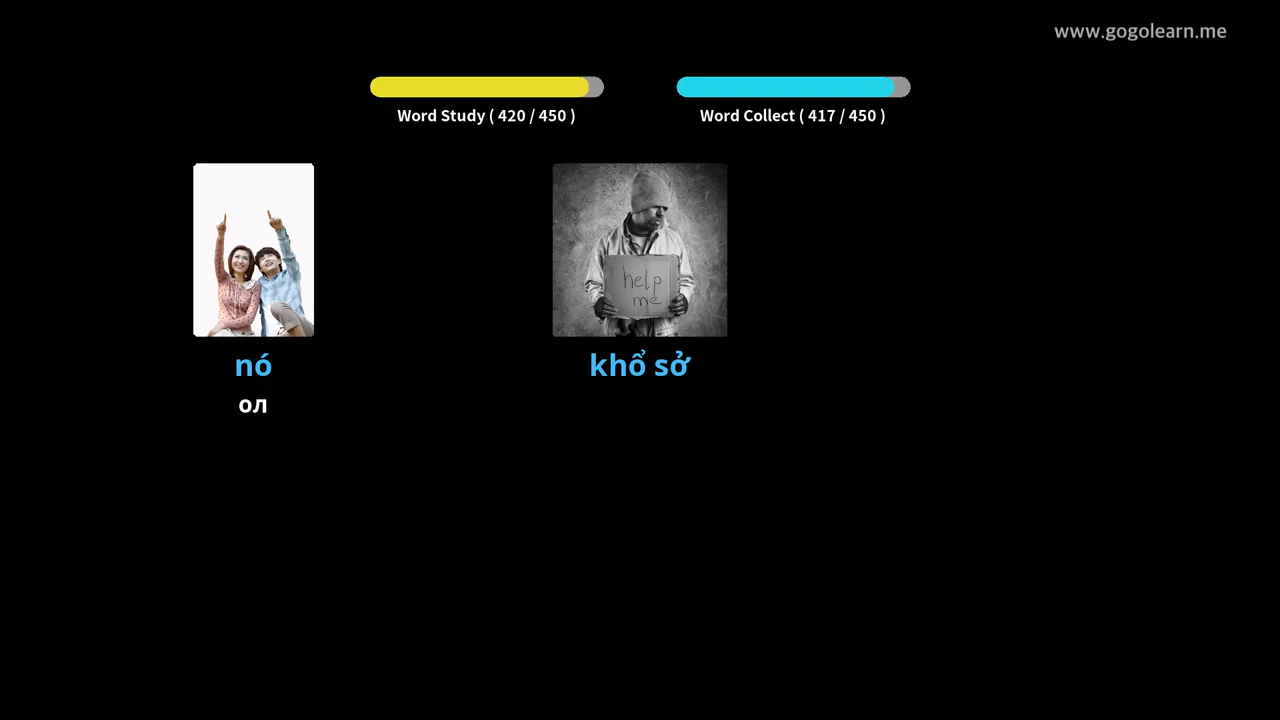 www.gogolearn.me
Word Study ( 420 / 450 )
Word Collect ( 417 / 450 )
help
me
nó
khổ sở
ол